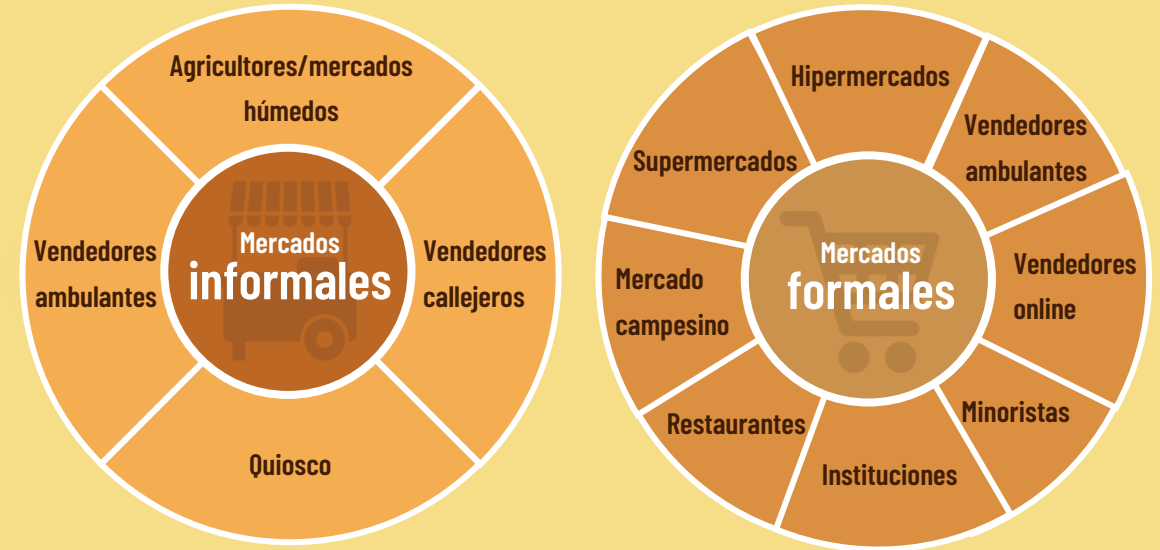 Agricultores/mercados
húmedos
Vendedores
ambulantes
Mercados
informales
Vendedores
callejeros
Quiosco
Hipermercados
Vendedores
ambulantes
Supermercados
Mercados
formales
Vendedores
online
Mercado
campesino
Minoristas
Restaurantes
Instituciones